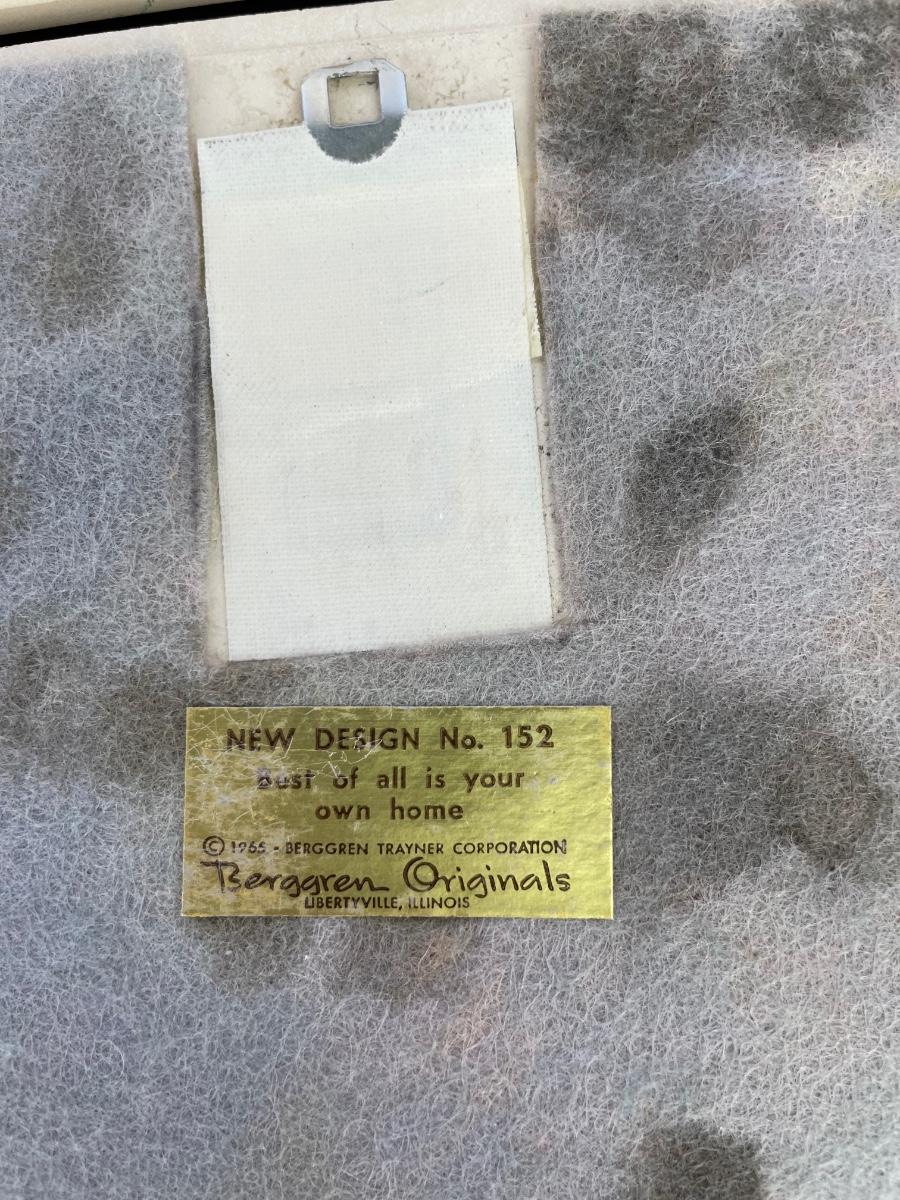 NEW DESIGN No. 152
Best of all is your
own home
© 1965 - BERGGREN TRAYNER CORPORATION
Berggren Originals
LIBERTYVILLE, ILLINOIS